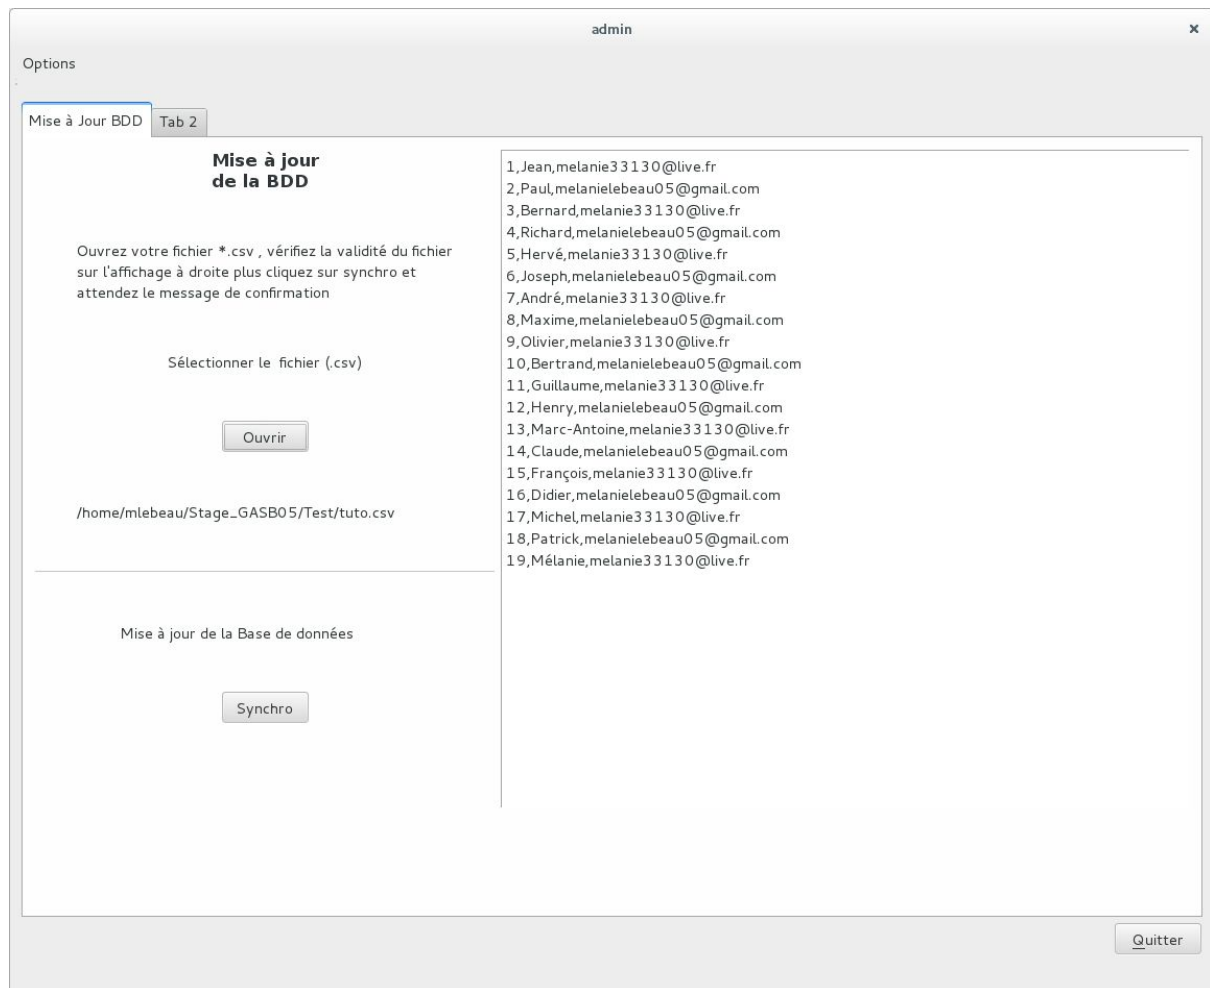 admin
Options
Mise à Jour BDD
Tab 2
Mise à jour
de la BDD
Ouvrez votre fichier *.csv , vérifiez la validité du fichier
sur l'affichage à droite plus cliquez sur synchro et
attendez le message de confirmation
Sélectionner le fichier (.csv)
Ouvrir
/home/mlebeau/Stage_GASB05/Test/tuto.csv
Mise à jour de la Base de données
Synchro
1,Jean,melanie33130@live.fr
2,Paul,melanielebeau05@gmail.com
3,Bernard,melanie33130@live.fr
4,Richard,melanielebeau05@gmail.com
5,Hervé,melanie33130@live.fr
6,Joseph,melanielebeau05@gmail.com
7,André,melanie33130@live.fr
8,Maxime,melanielebeau05@gmail.com
9,Olivier,melanie33130@live.fr
10,Bertrand,melanielebeau05@gmail.com
11,Guillaume,melanie33130@live.fr
12,Henry,melanielebeau05@gmail.com
13,Marc-Antoine,melanie33130@live.fr
14,Claude,melanielebeau05@gmail.com
15,François,melanie33130@live.fr
16,Didier,melanielebeau05@gmail.com
17,Michel,melanie33130@live.fr
18,Patrick,melanielebeau05@gmail.com
19,Mélanie,melanie33130@live.fr
Quitter